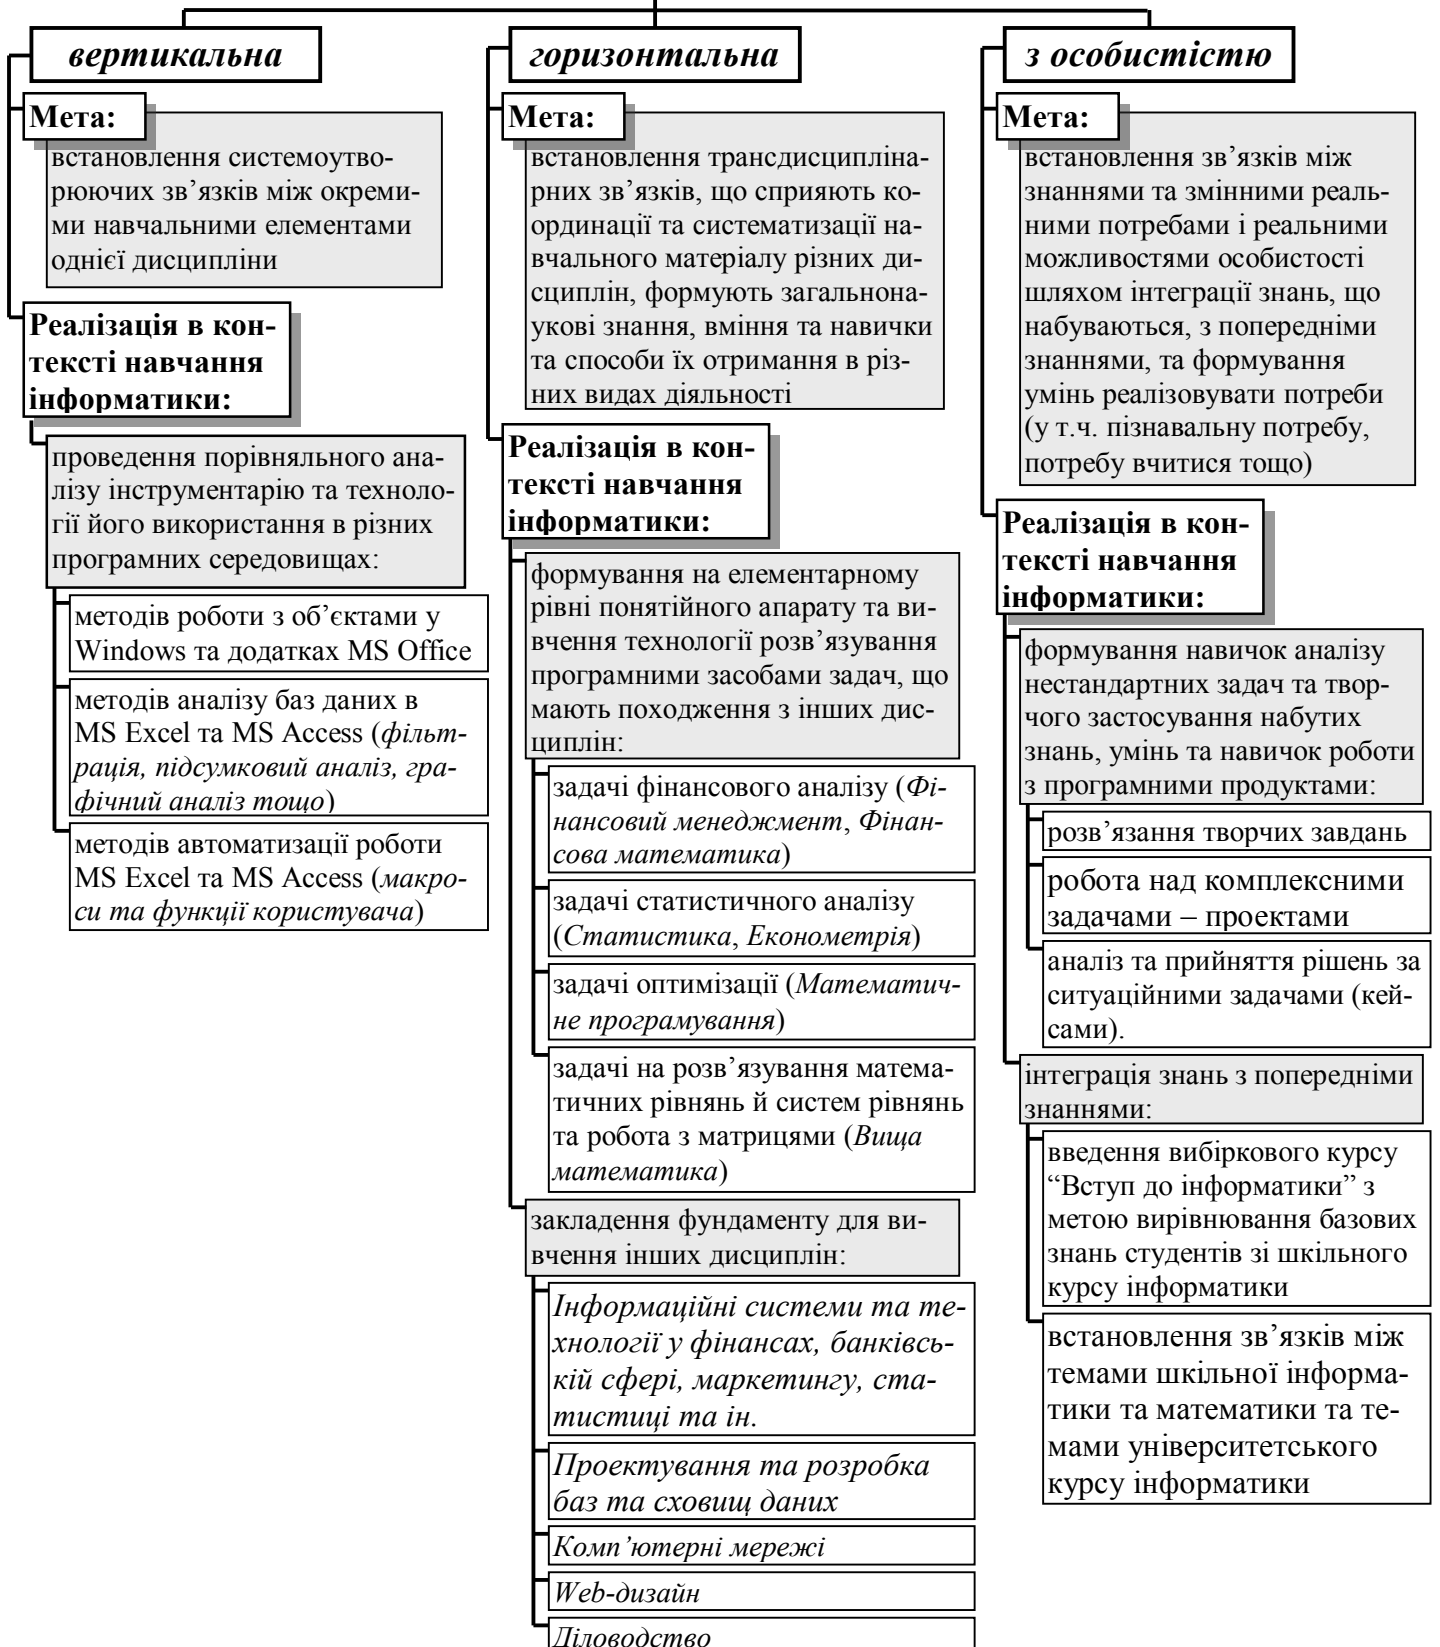 вертикальна
Мета:
встановлення системоутво-
рюючих зв’язків між окреми-
ми навчальними елементами
однієї дисципліни
Реалізація в кон-
тексті навчання
інформатики:
проведення порівняльного ана-
лізу інструментарію та техноло-
гії його використання в різних
програмних середовищах:
методів роботи з об’єктами у
Windows та додатках MS Office
методів аналізу баз даних в
MS Excel та MS Access (фільт-
рація, підсумковий аналіз, гра-
фічний аналіз тощо)
методів автоматизації роботи
MS Excel та MS Access (макро-
си та функції користувача)
горизонтальна
Мета:
встановлення трансдисципліна-
рних зв’язків, що сприяють ко-
ординації та систематизації на-
вчального матеріалу різних ди-
сциплін, формують загальнона-
укові знання, вміння та навички
та способи їх отримання в різ-
них видах діяльності
Реалізація в кон-
тексті навчання
інформатики:
формування на елементарному
рівні понятійного апарату та ви-
вчення технології розв’язування
програмними засобами задач, що
мають походження з інших дис-
циплін:
задачі фінансового аналізу (Фі-
нансовий менеджмент, Фінан-
сова математика)
задачі статистичного аналізу
(Статистика, Економетрія)
задачі оптимізації (Математич-
не програмування)
задачі на розв’язування матема-
тичних рівнянь й систем рівнянь
та робота з матрицями (Вища
математика)
закладення фундаменту для ви-
вчення інших дисциплін:
Інформаційні системи та те-
хнології у фінансах, банківсь-
кій сфері, маркетингу, ста-
тистиці та ін.
Проектування та розробка
баз та сховищ даних
Комп’ютерні мережі
Web-дизайн
Діловодство
з особистістю
Мета:
встановлення зв’язків між
знаннями та змінними реаль-
ними потребами і реальними
можливостями особистості
шляхом інтеграції знань, що
набуваються, з попередніми
знаннями, та формування
умінь реалізовувати потреби
(у т.ч. пізнавальну потребу,
потребу вчитися тощо)
Реалізація в кон-
тексті навчання
інформатики:
формування навичок аналізу
нестандартних задач та твор-
чого застосування набутих
знань, умінь та навичок роботи
з програмними продуктами:
розв’язання творчих завдань
робота над комплексними
задачами – проектами
аналіз та прийняття рішень за
ситуаційними задачами (кей-
сами).
інтеграція знань з попередніми
знаннями:
введення вибіркового курсу
“Вступ до інформатики” з
метою вирівнювання базових
знань студентів зі шкільного
курсу інформатики
встановлення зв’язків між
темами шкільної інформа-
тики та математики та те-
мами університетського
курсу інформатики